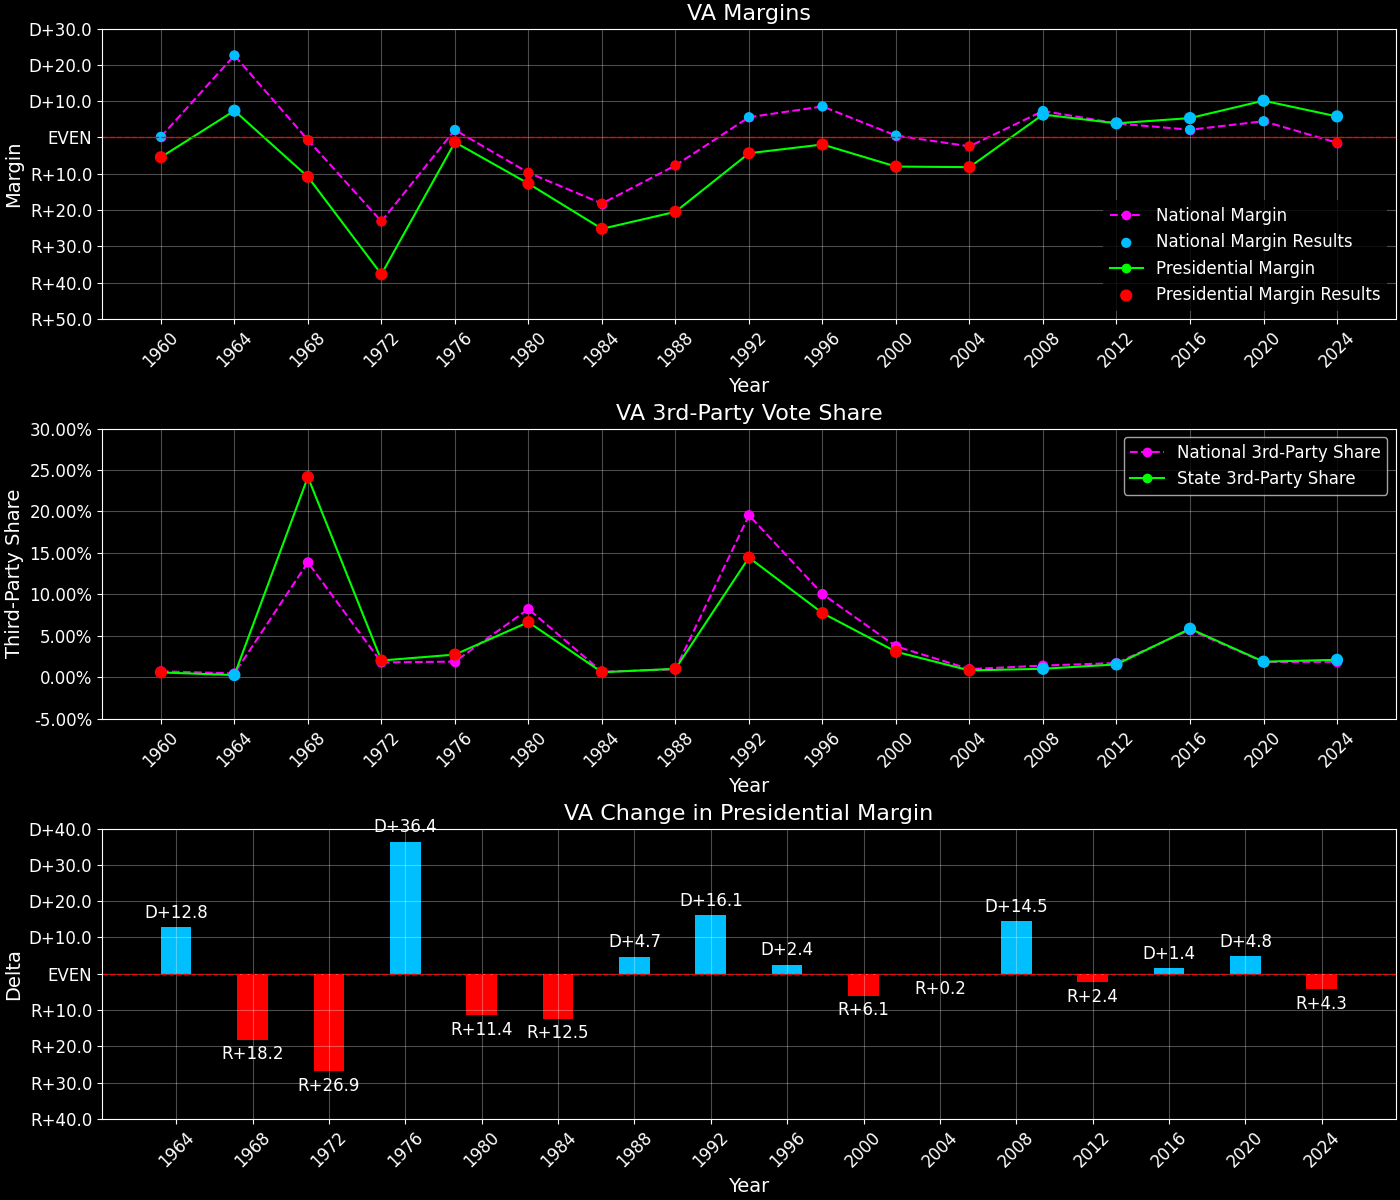 VA Margins
D+30.0
D+20.0
D+10.0
EVEN
R+10.0
R+20.0
R+30.0
R+40.0
R+50.0
Margin
National Margin
National Margin Results
Presidential Margin
Presidential Margin Results
1960 1964 1968 1972 1976 1980 1984 1988 1992 1996 2000 2004 2008 2012 2016 2020 2024
Year
VA 3rd-Party Vote Share
30.00%
25.00%
20.00%
15.00%
10.00%
5.00%
0.00%
-5.00%
Third-Party Share
National 3rd-Party Share
State 3rd-Party Share
1960 1964 1968 1972 1976 1980 1984 1988 1992 1996 2000 2004 2008 2012 2016 2020 2024
Year
VA Change in Presidential Margin
D+40.0
D+30.0
D+20.0
D+10.0
EVEN
R+10.0
R+20.0
R+30.0
R+40.0
Delta
D+12.8
R+18.2
R+26.9
D+36.4
R+11.4
R+12.5
D+4.7
D+16.1
D+2.4
R+6.1
R+0.2
D+14.5
R+2.4
D+1.4
D+4.8
R+4.3
1964 1968 1972 1976 1980 1984 1988 1992 1996 2000 2004 2008 2012 2016 2020 2024
Year